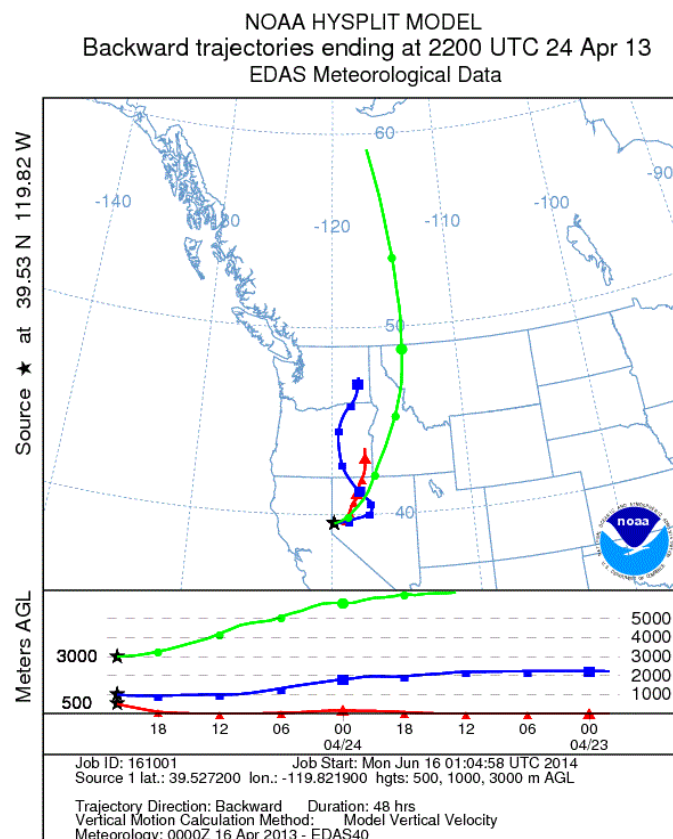 NOAA HYSPLIT MODEL
Backward trajectories ending at 2200 UTC 24 Apr 13
EDAS Meteorological Data
Source ★ at 39.53 N 119.82 W
60
-140
-120
-110
-100
-90
50
40
noaa
Meters AGL
5000
4000
3000
3000
2000
1000
500
18 12 06 00 18 12 06 00
04/24 04/23
Job ID: 161001 Job Start: Mon Jun 16 01:04:58 UTC 2014
Source 1 lat.: 39.527200 lon.: -119.821900 hgts: 500, 1000, 3000 m AGL
Trajectory Direction: Backward Duration: 48 hrs
Vertical Motion Calculation Method: Model Vertical Velocity
Meteorology: 0000Z 16 Apr 2013 - EDAS40